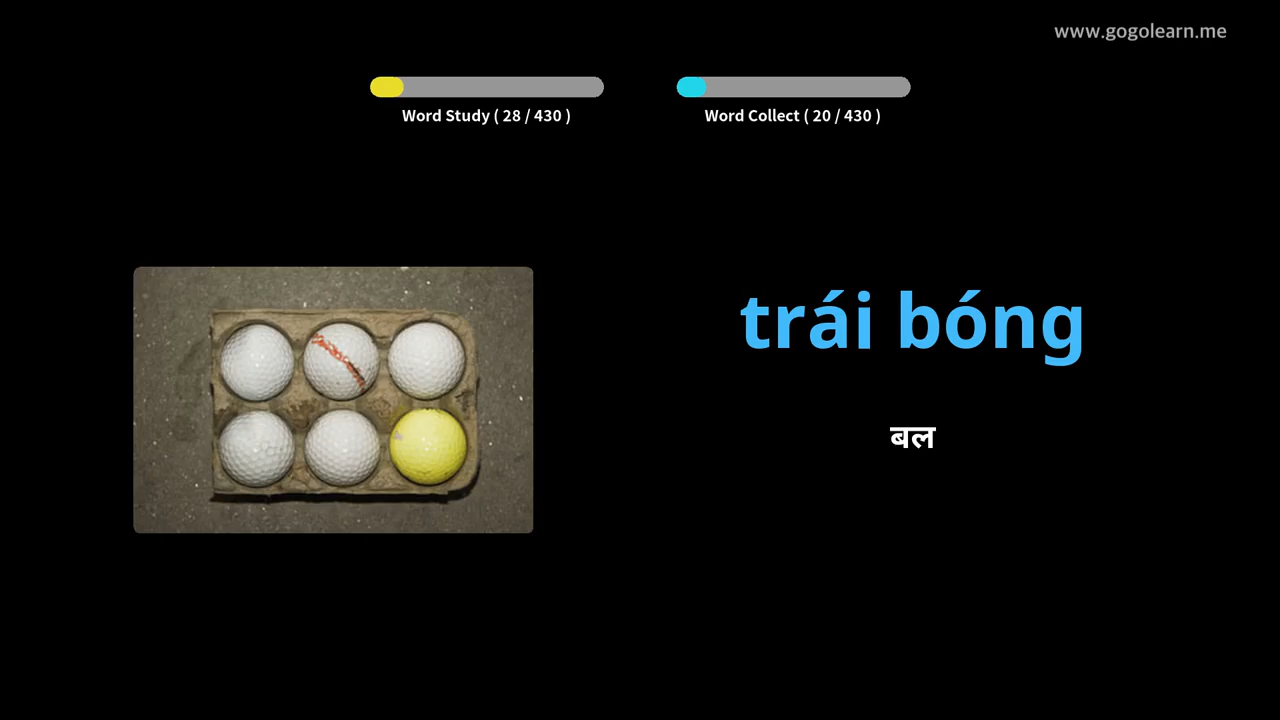 www.gogolearn.me
Word Study ( 28 / 430 )
Word Collect ( 20 / 430 )
trái bóng
बल